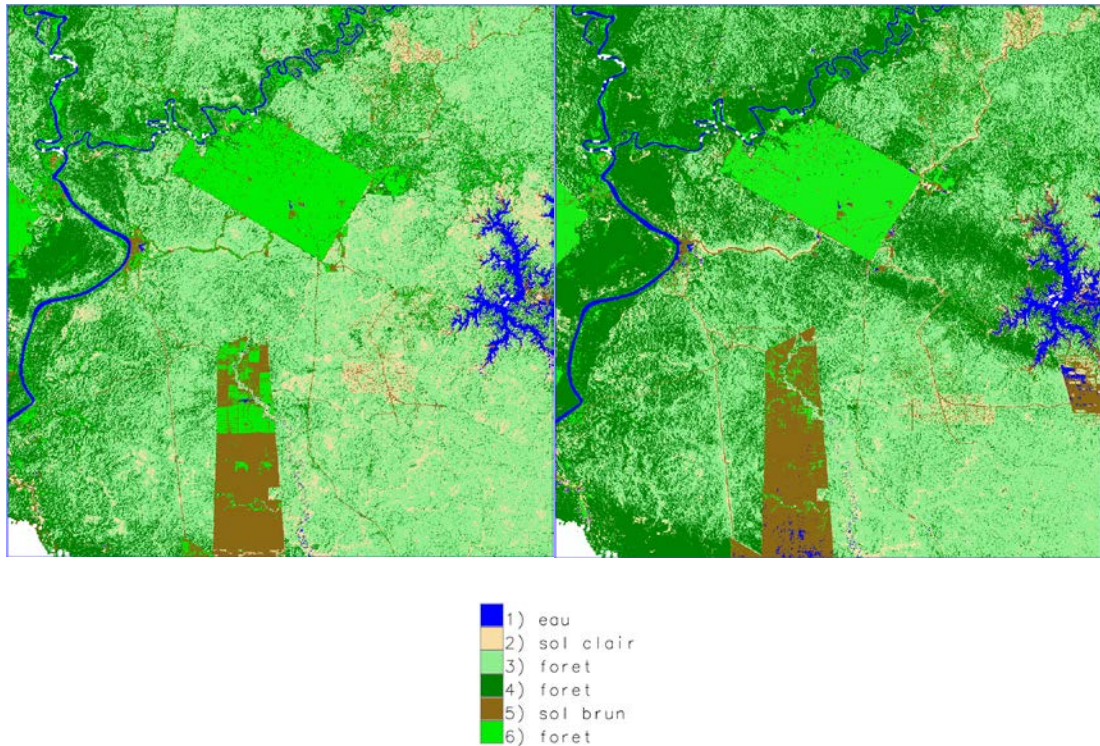 1) eau
2) sol clair
3) foret
4) foret
5) sol brun
6) foret